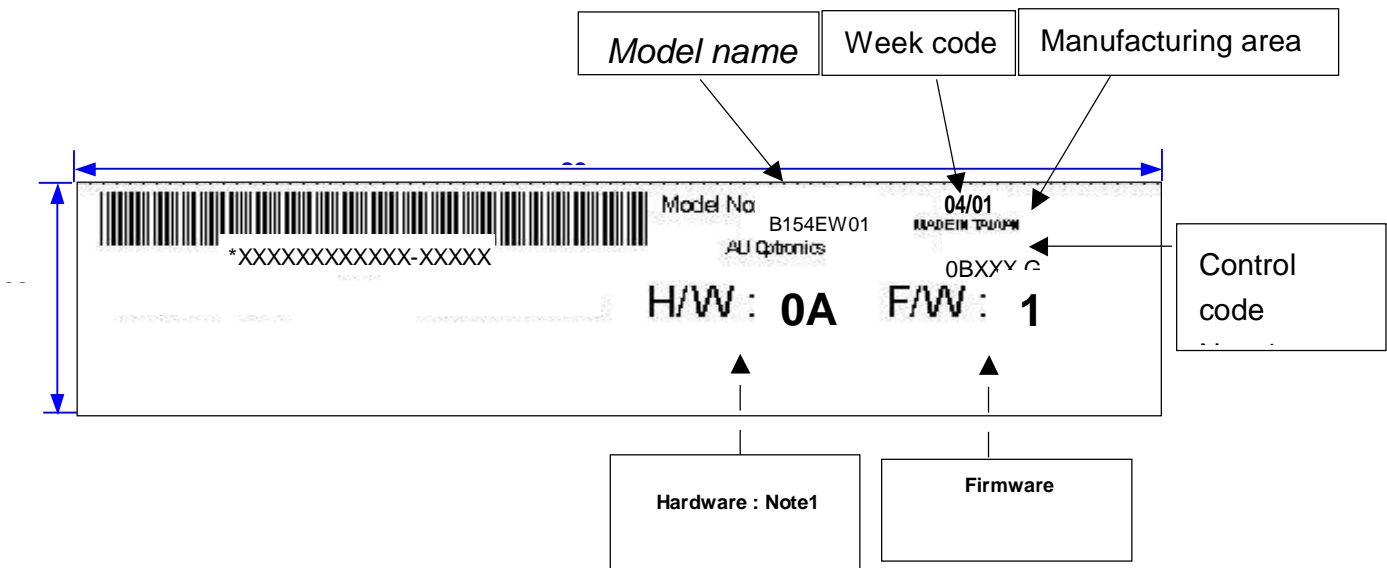 Model name
Week code
Manufacturing area
Model No
04/01
B154EW01
MADE IN TAIWAN
*XXXXXXXXXXXX-XXXXX
AU Optronics
0BXXX G
H/W : 0A
F/W : 1
Control
code
Hardware : Note1
Firmware